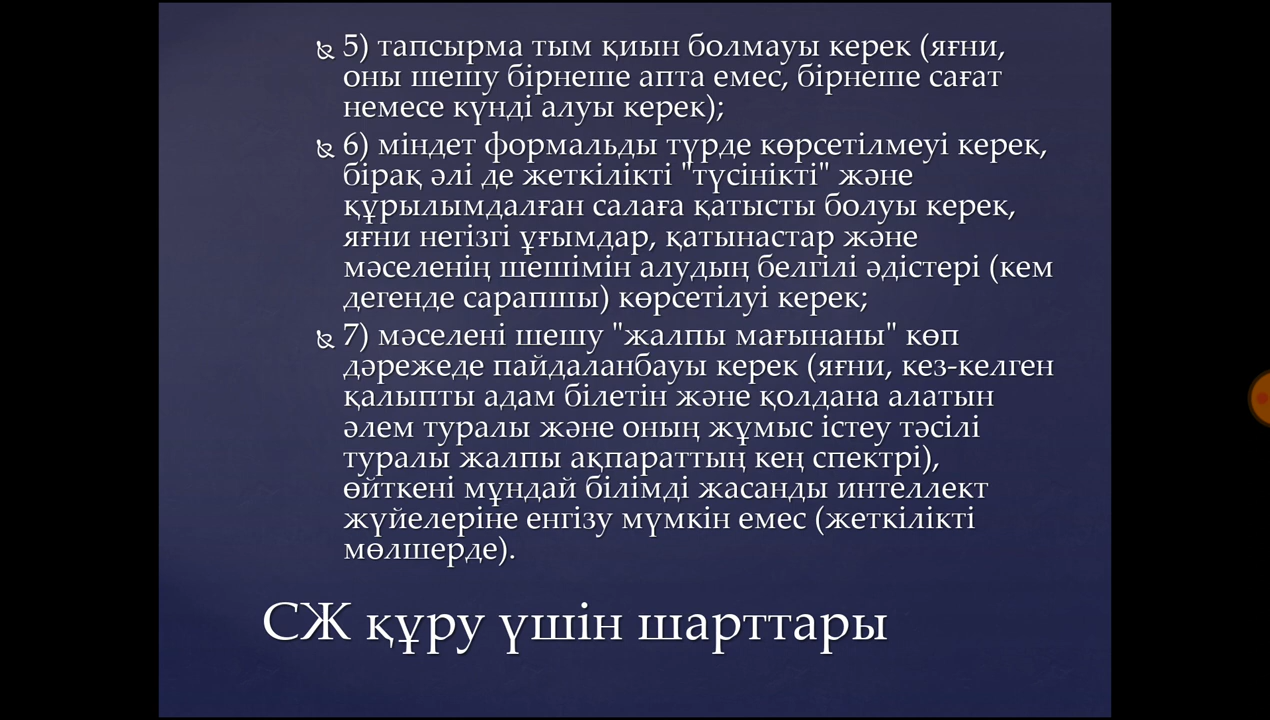 5) тапсырма тым қиын болмауы керек (яғни,
оны шешу бірнеше апта емес, бірнеше сағат
немесе күнді алуы керек);
6) міндет формальды түрде көрсетілмеуі керек,
бірақ әлі де жеткілікті "түсінікті" және
құрылымдалған салаға қатысты болуы керек,
яғни негізгі ұғымдар, қатынастар және
мәселенің шешімін алудың белгілі әдістері (кем
дегенде сарапшы) көрсетілуі керек;
7) мәселені шешу "жалпы мағынаны" көп
дәрежеде пайдаланбауы керек (яғни, кез-келген
қалыпты адам білетін және қолдана алатын
әлем туралы және оның жұмыс істеу тәсілі
туралы жалпы ақпараттың кең спектрі),
өйткені мұндай білімді жасанды интеллект
жүйелеріне енгізу мүмкін емес (жеткілікті
мөлшерде).
СЖ құру үшін шарттары